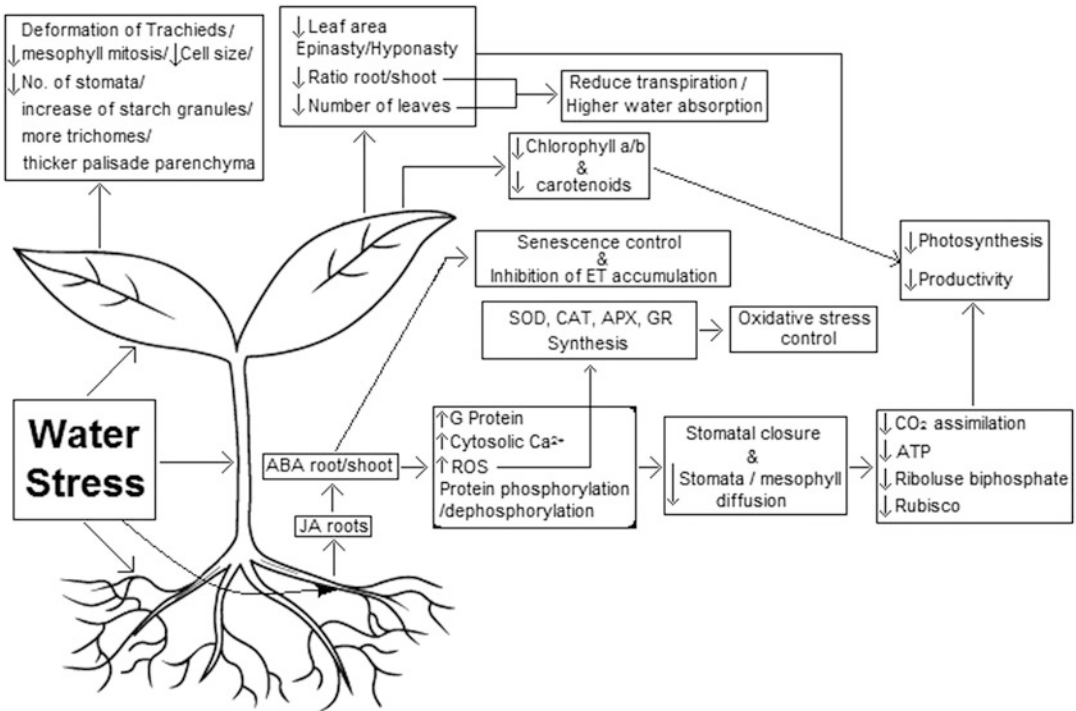 Deformation of Trachieds/
↓mesophyll mitosis/↓Cell size/
↓No. of stomata/
increase of starch granules/
more trichomes/
thicker palisade parenchyma
↓Leaf area
Epinasty/Hyponasty
↓Ratio root/shoot
↓Number of leaves
Reduce transpiration /
Higher water absorption
↓Chlorophyll a/b
&
↓carotenoids
Senescence control
&
Inhibition of ET accumulation
↓Photosynthesis
↓Productivity
SOD, CAT, APX, GR
Synthesis
Oxidative stress
control
Water
Stress
ABA root/shoot
JA roots
↑G Protein
↑Cytosolic Ca²⁺
↑ROS
Protein phosphorylation
/dephosphorylation
Stomatal closure
&
↓Stomata / mesophyll
diffusion
↓CO₂ assimilation
↓ATP
↓Riboluse biphosphate
↓Rubisco